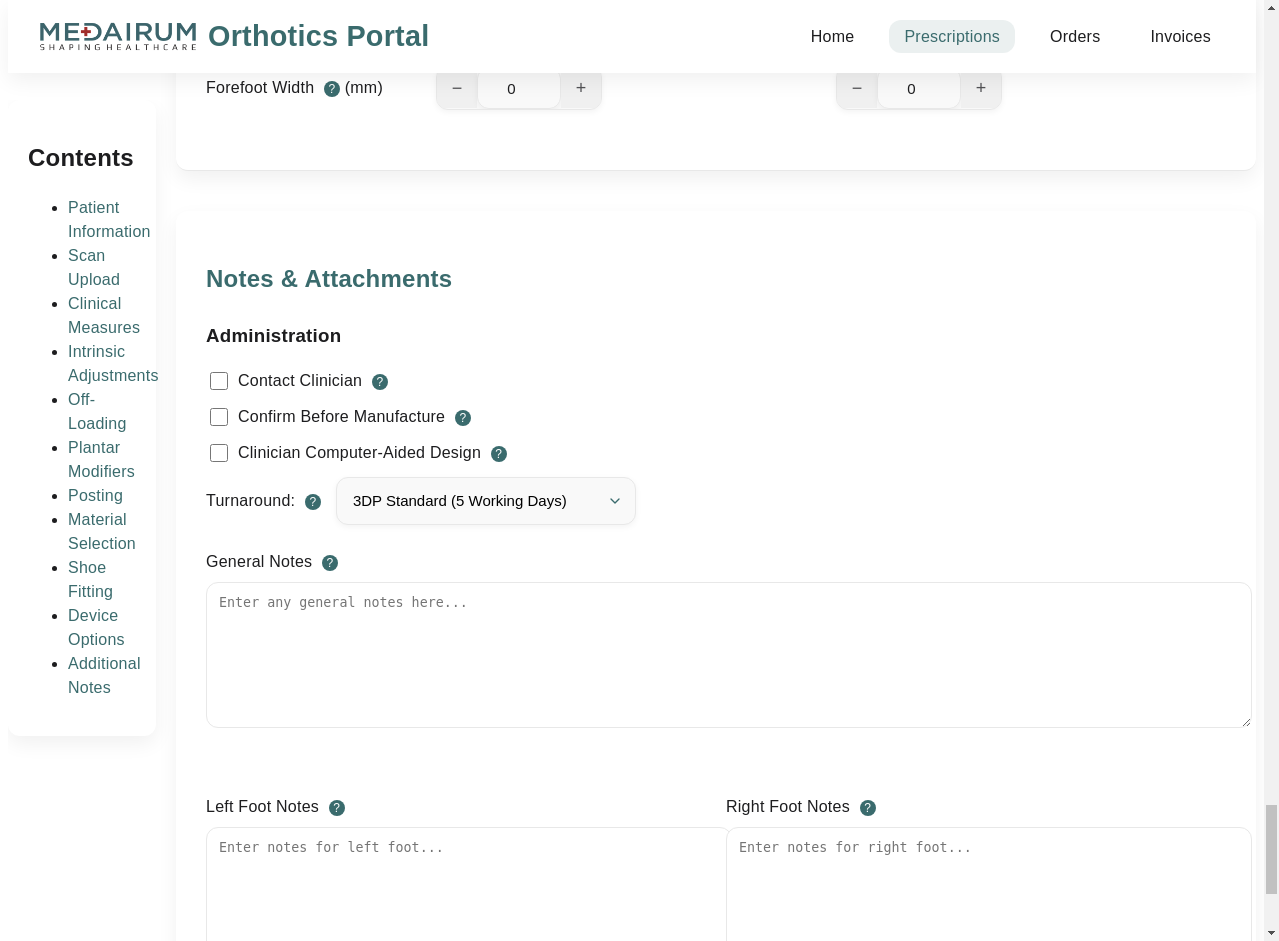 MEDAIRUM
SHAPING HEALTHCARE
Orthotics Portal
Home
Prescriptions
Orders
Invoices
Forefoot Width ? (mm)
− 0 +
− 0 +
Contents
Patient
Information
Scan
Upload
Clinical
Measures
Intrinsic
Adjustments
Off-
Loading
Plantar
Modifiers
Posting
Material
Selection
Shoe
Fitting
Device
Options
Additional
Notes
Notes & Attachments
Administration
Contact Clinician ?
Confirm Before Manufacture ?
Clinician Computer-Aided Design ?
Turnaround: ? 3DP Standard (5 Working Days)
General Notes ?
Enter any general notes here...
Left Foot Notes ?
Enter notes for left foot...
Right Foot Notes ?
Enter notes for right foot...